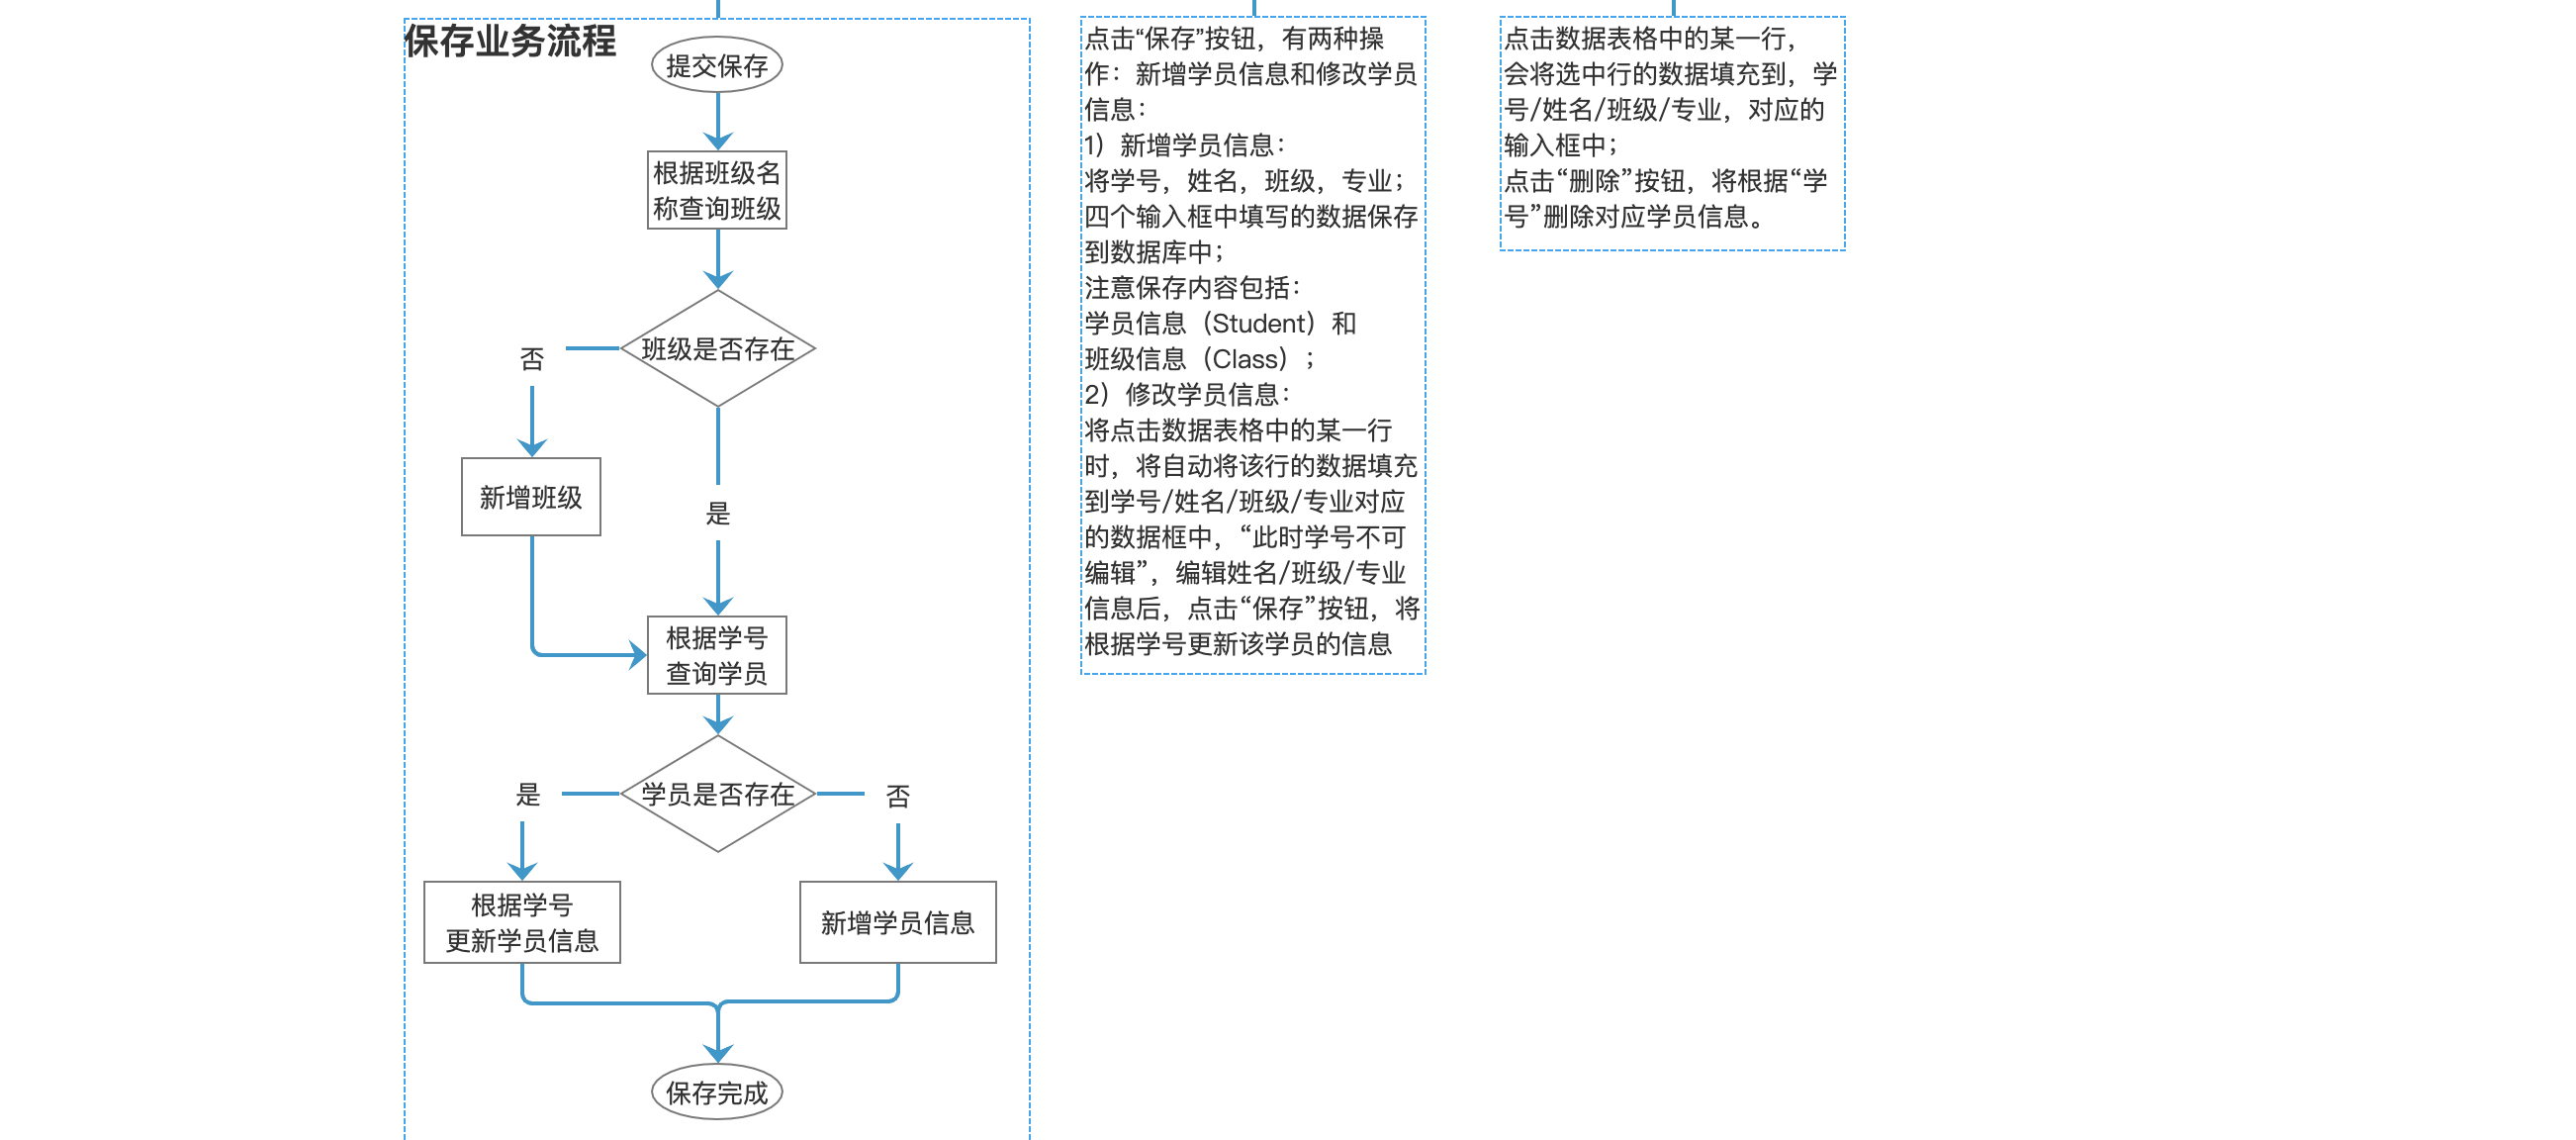 保存业务流程
提交保存
根据班级名
称查询班级
班级是否存在
否
新增班级
是
根据学号
查询学员
学员是否存在
是
否
根据学号
更新学员信息
新增学员信息
保存完成
点击“保存”按钮，有两种操
作：新增学员信息和修改学员
信息：
1）新增学员信息：
将学号，姓名，班级，专业；
四个输入框中填写的数据保存
到数据库中；
注意保存内容包括：
学员信息（Student）和
班级信息（Class）；
2）修改学员信息：
将点击数据表格中的某一行
时，将自动将该行的数据填充
到学号/姓名/班级/专业对应
的数据框中，“此时学号不可
编辑”，编辑姓名/班级/专业
信息后，点击“保存”按钮，将
根据学号更新该学员的信息
点击数据表格中的某一行，
会将选中行的数据填充到，学
号/姓名/班级/专业，对应的
输入框中；
点击“删除”按钮，将根据“学
号”删除对应学员信息。